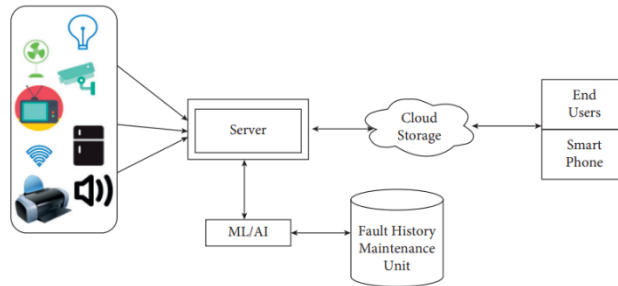 Server
Cloud
Storage
End
Users
Smart
Phone
ML/AI
Fault History
Maintenance
Unit